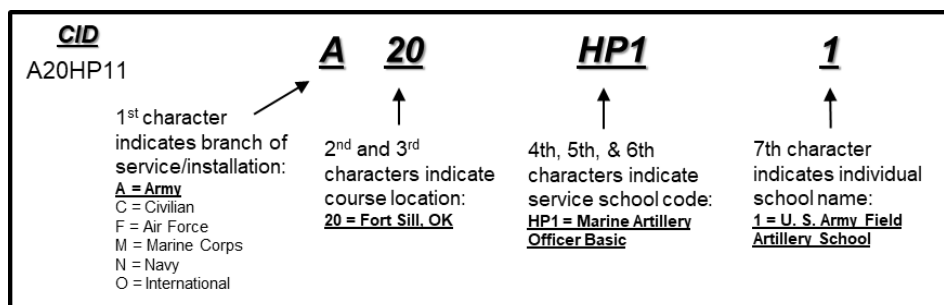 CID
A20HP11
A 20 HP1 1
1st character
indicates branch of
service/installation:
A = Army
C = Civilian
F = Air Force
M = Marine Corps
N = Navy
O = International
2nd and 3rd
characters indicate
course location:
20 = Fort Sill, OK
4th, 5th, & 6th
characters indicate
service school code:
HP1 = Marine Artillery
Officer Basic
7th character
indicates individual
school name:
1 = U. S. Army Field
Artillery School